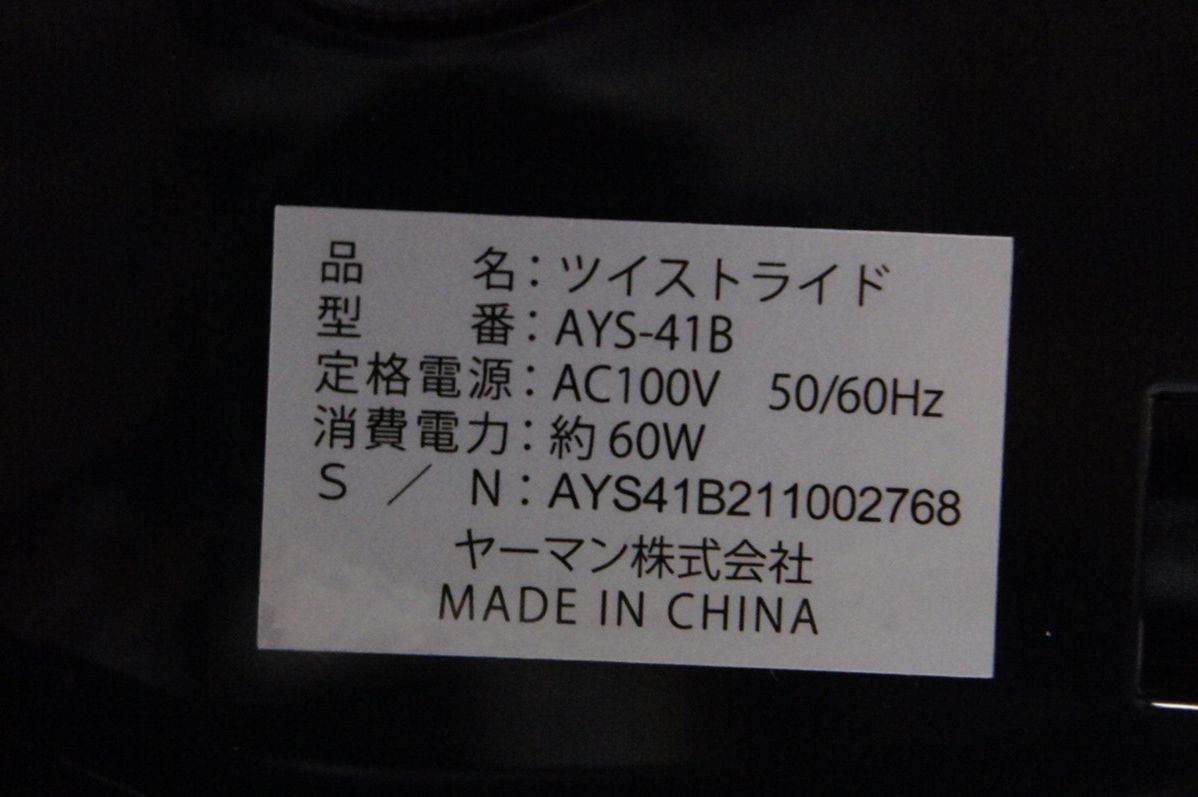 品　　名：ツイストライド
型　　番：AYS-41B
定格電源：AC100V　50/60Hz
消費電力：約 60W
S　／　N：AYS41B211002768
ヤーマン株式会社
MADE IN CHINA